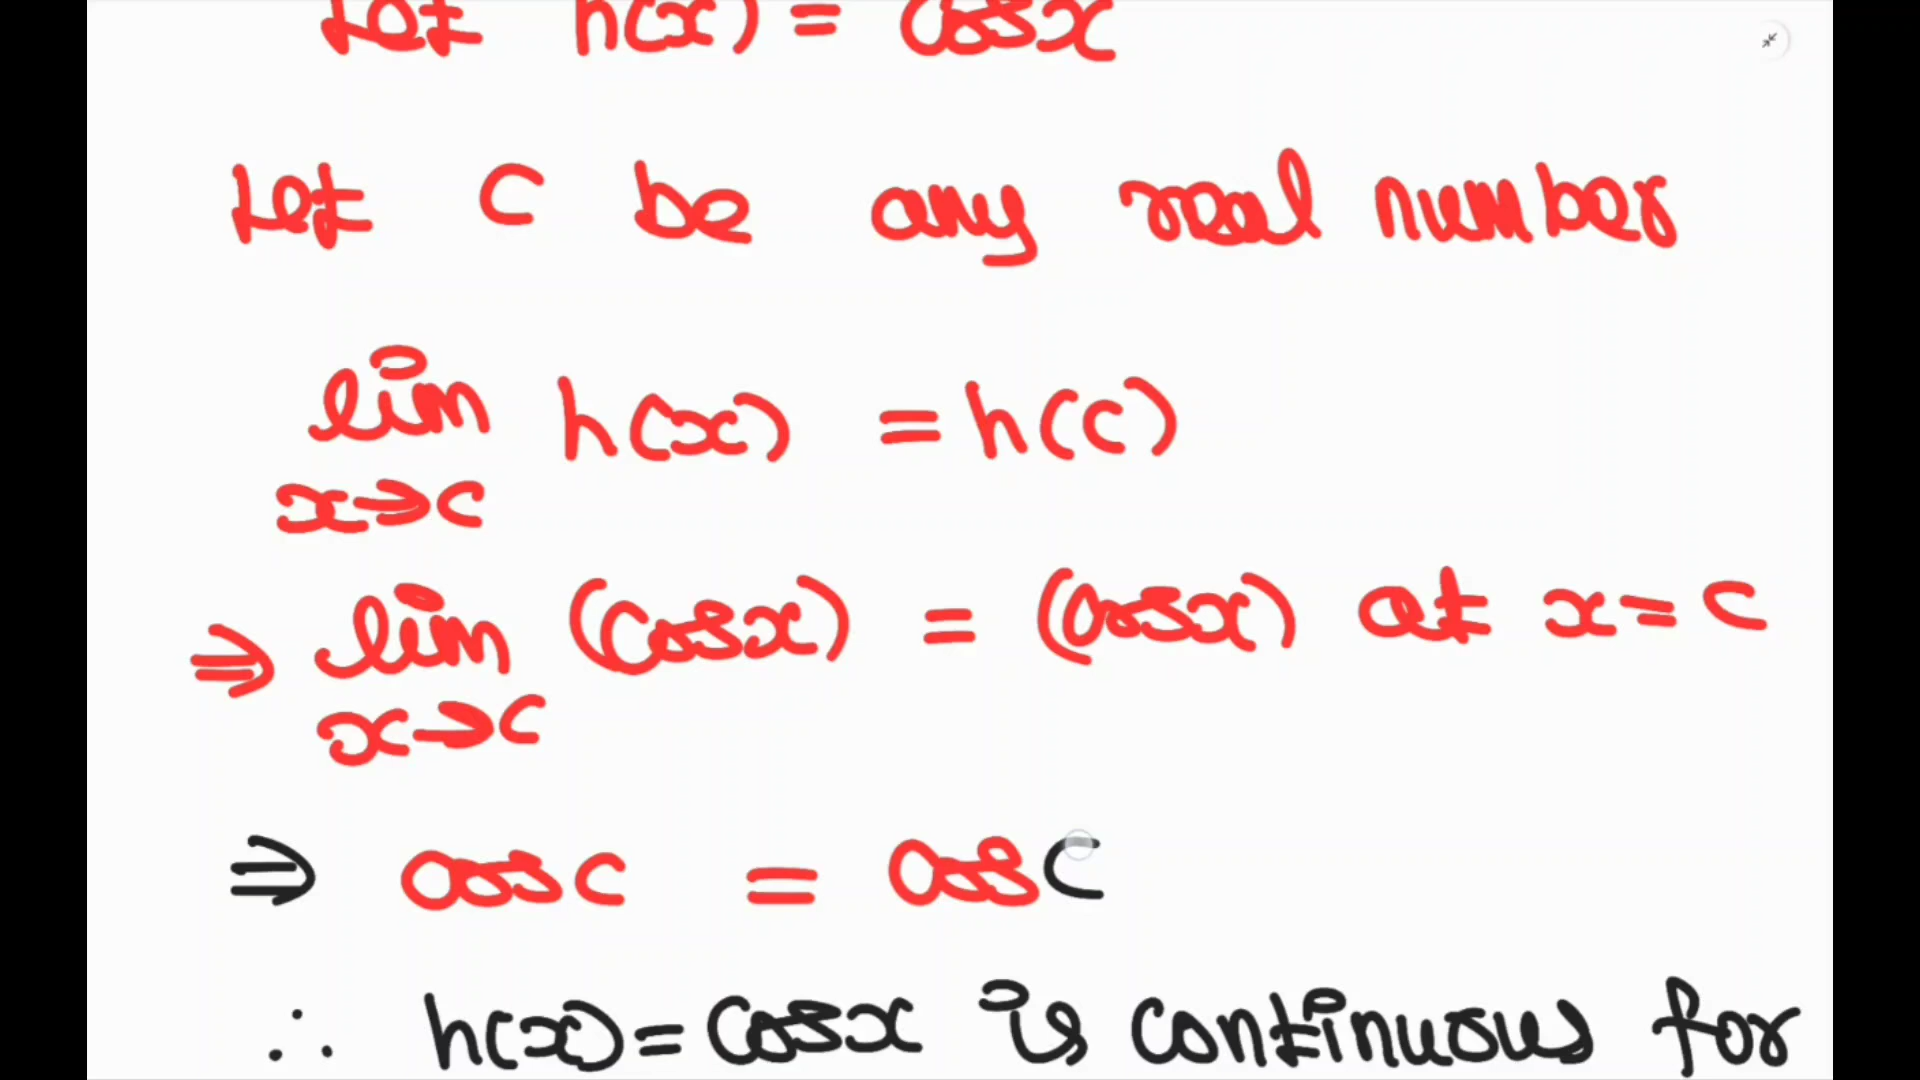 Let h(x) = cosx
Let c be any real number
lim h(x) = h(c)
x→c
⇒ lim (cosx) = (cosx) at x = c
x→c
⇒ cosc = cosc
∴ h(x) = cosx is continuous for